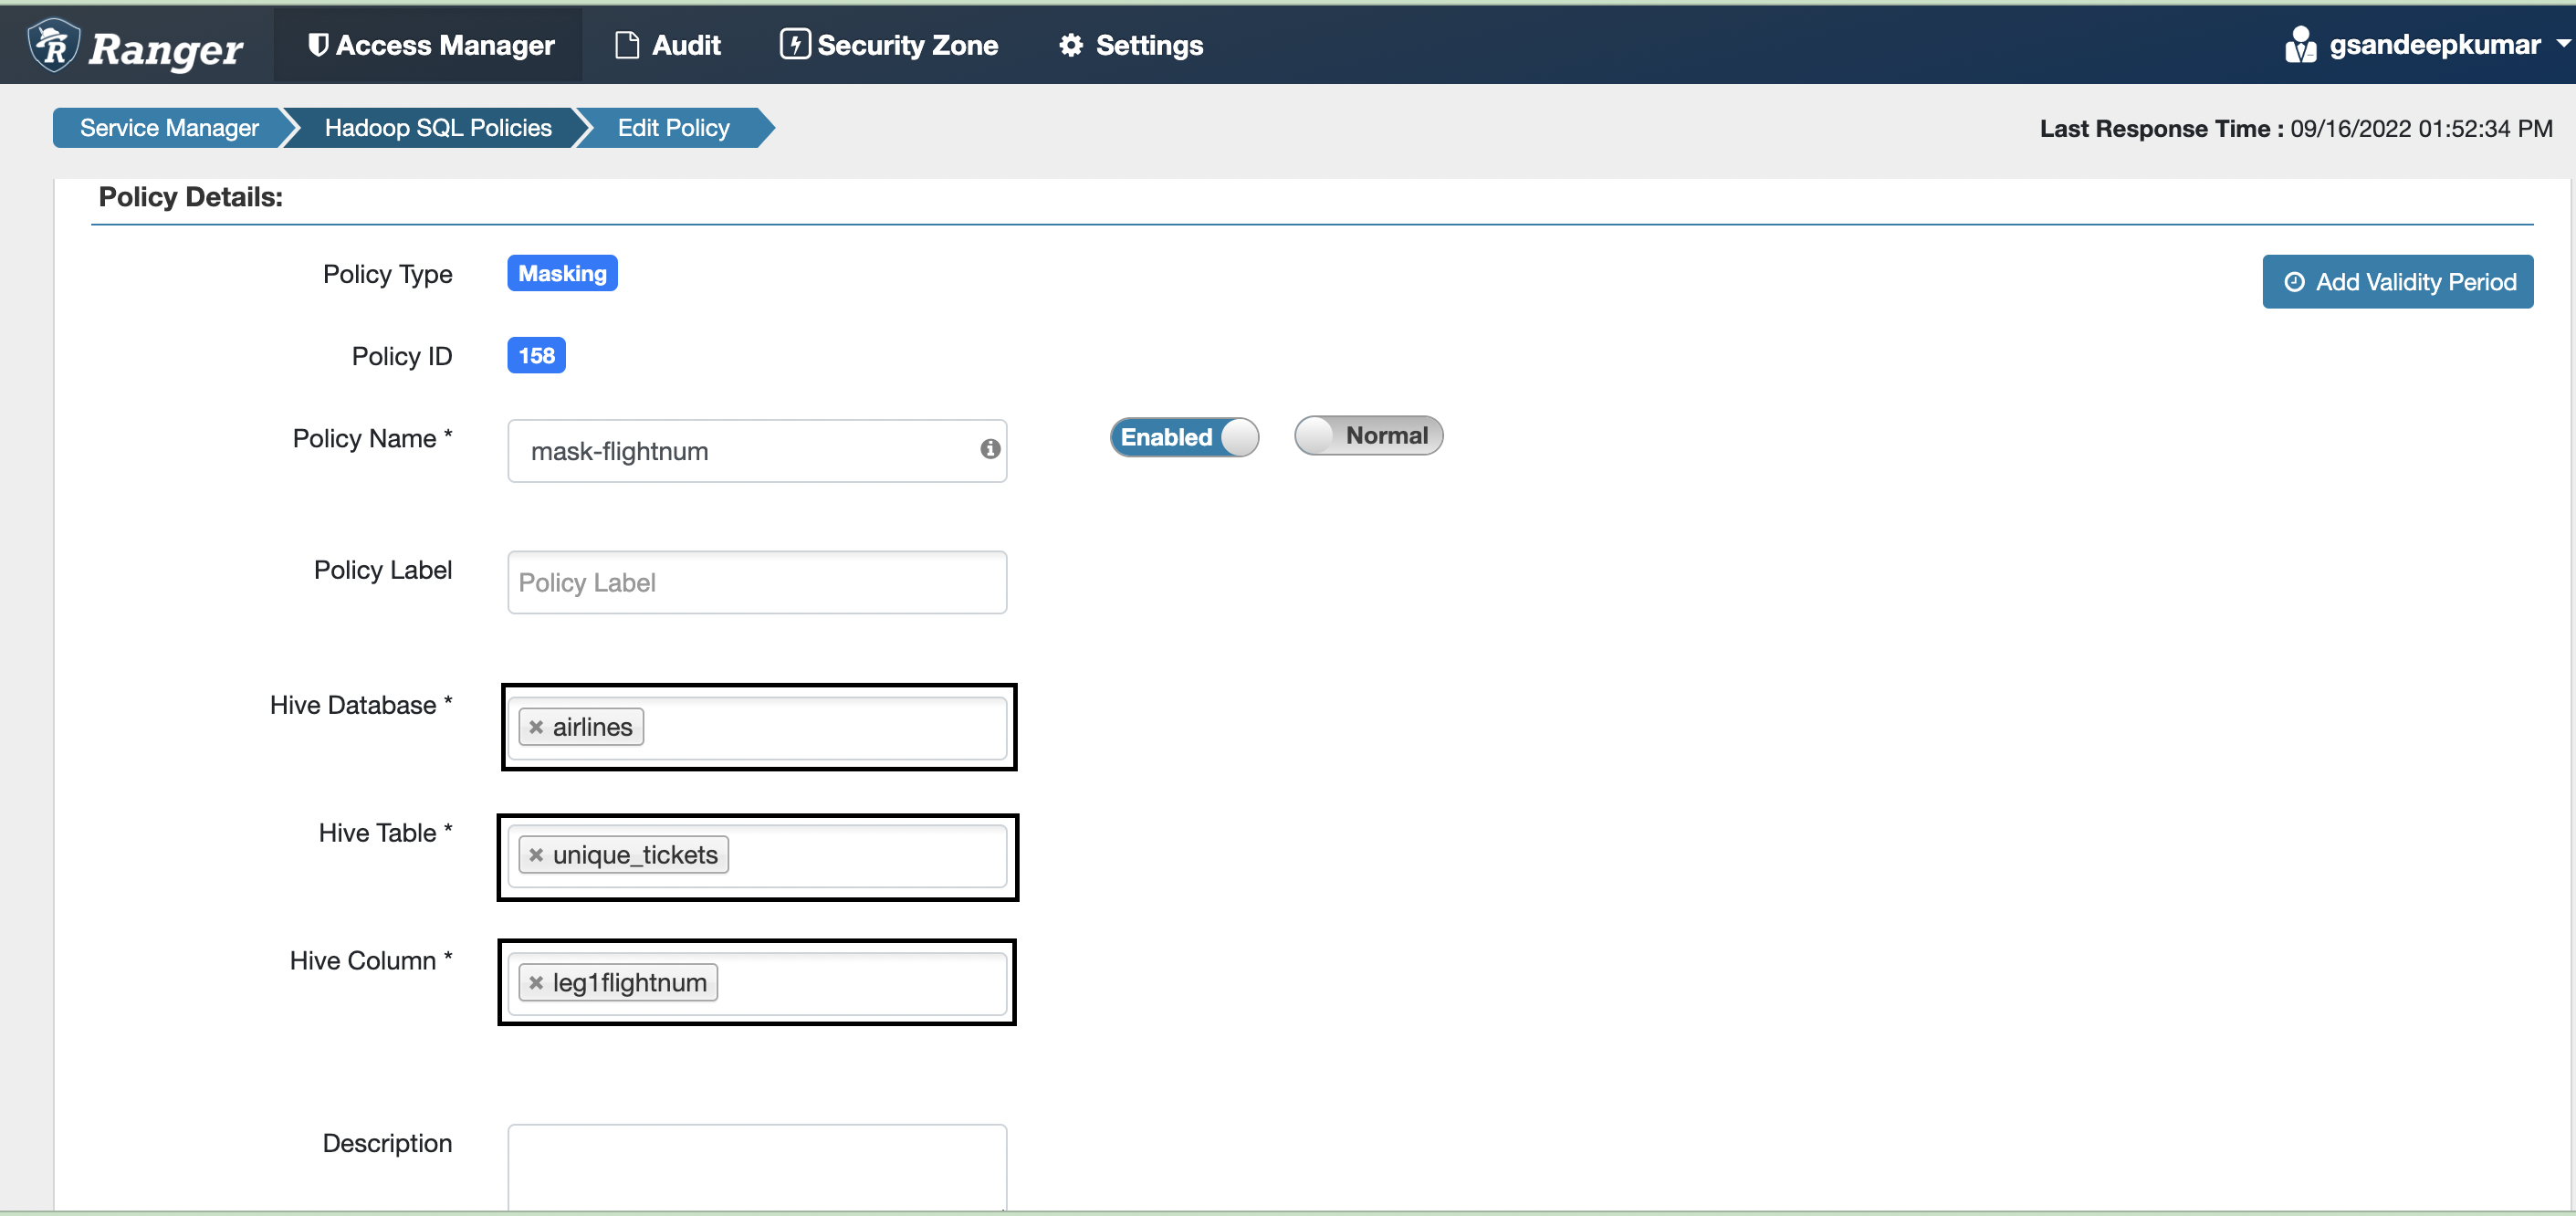 Ranger Access Manager Audit Security Zone Settings gsandeepkumar
Service Manager Hadoop SQL Policies Edit Policy Last Response Time : 09/16/2022 01:52:34 PM
Policy Details:
Policy Type Masking Add Validity Period
Policy ID 158
Policy Name * mask-flightnum Enabled Normal
Policy Label Policy Label
Hive Database * airlines
Hive Table * unique_tickets
Hive Column * leg1flightnum
Description